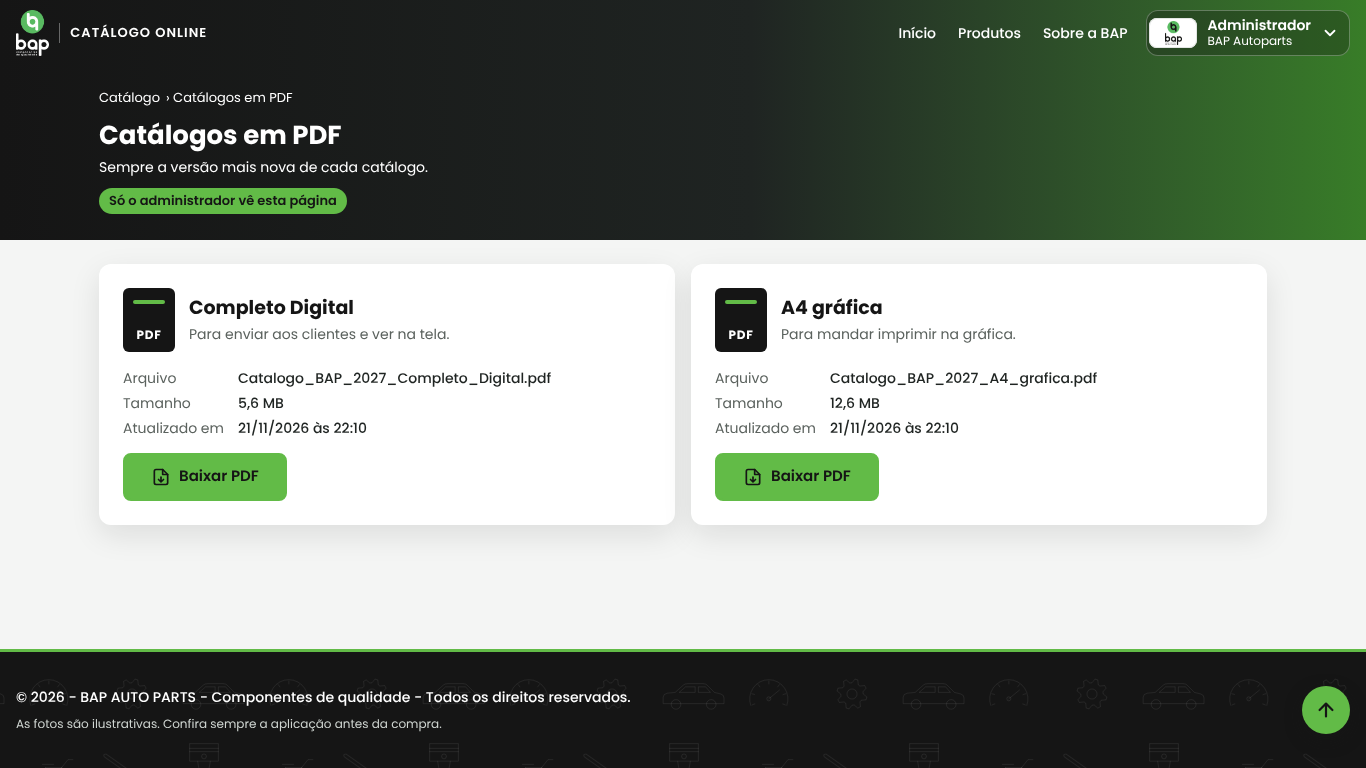 bap
CATÁLOGO ONLINE
Início
Produtos
Sobre a BAP
bap
Administrador
BAP Autoparts
Catálogo › Catálogos em PDF
Catálogos em PDF
Sempre a versão mais nova de cada catálogo.
Só o administrador vê esta página
PDF
Completo Digital
Para enviar aos clientes e ver na tela.
Arquivo Catalogo_BAP_2027_Completo_Digital.pdf
Tamanho 5,6 MB
Atualizado em 21/11/2026 às 22:10
Baixar PDF
PDF
A4 gráfica
Para mandar imprimir na gráfica.
Arquivo Catalogo_BAP_2027_A4_grafica.pdf
Tamanho 12,6 MB
Atualizado em 21/11/2026 às 22:10
Baixar PDF
© 2026 - BAP AUTO PARTS - Componentes de qualidade - Todos os direitos reservados.
As fotos são ilustrativas. Confira sempre a aplicação antes da compra.